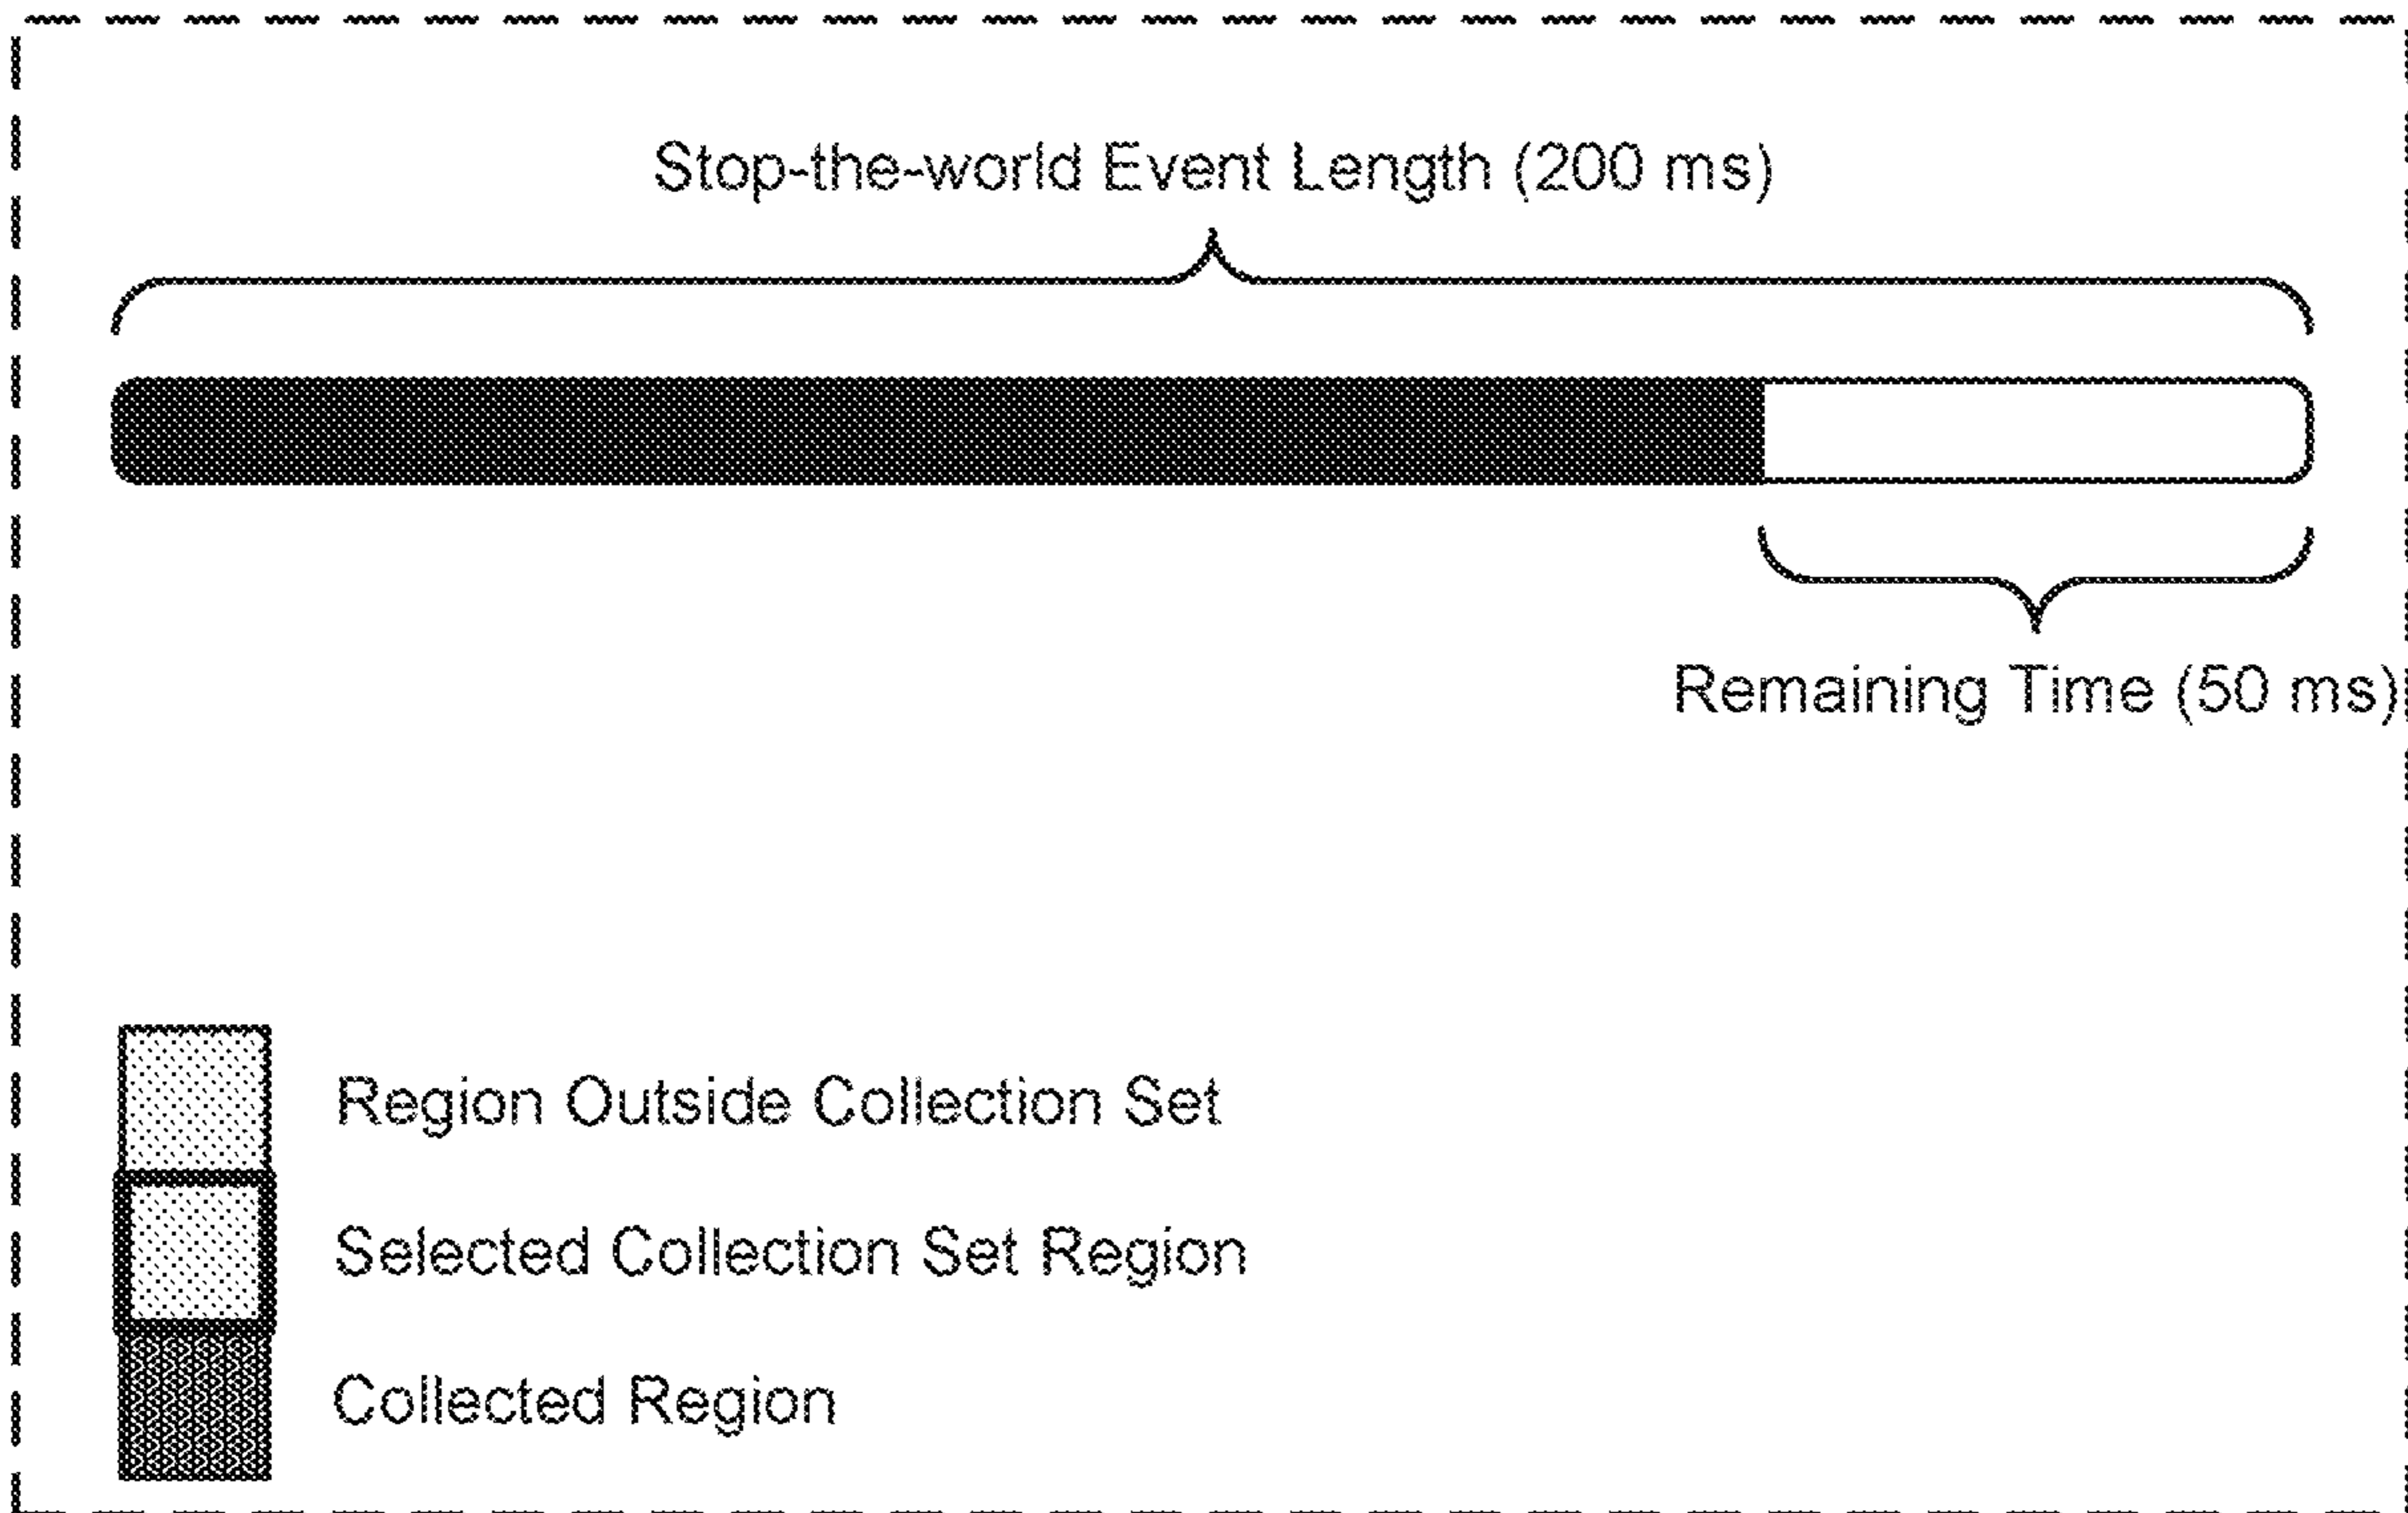 Stop-the-world Event Length (200 ms)
Remaining Time (50 ms)
Region Outside Collection Set
Selected Collection Set Region
Collected Region